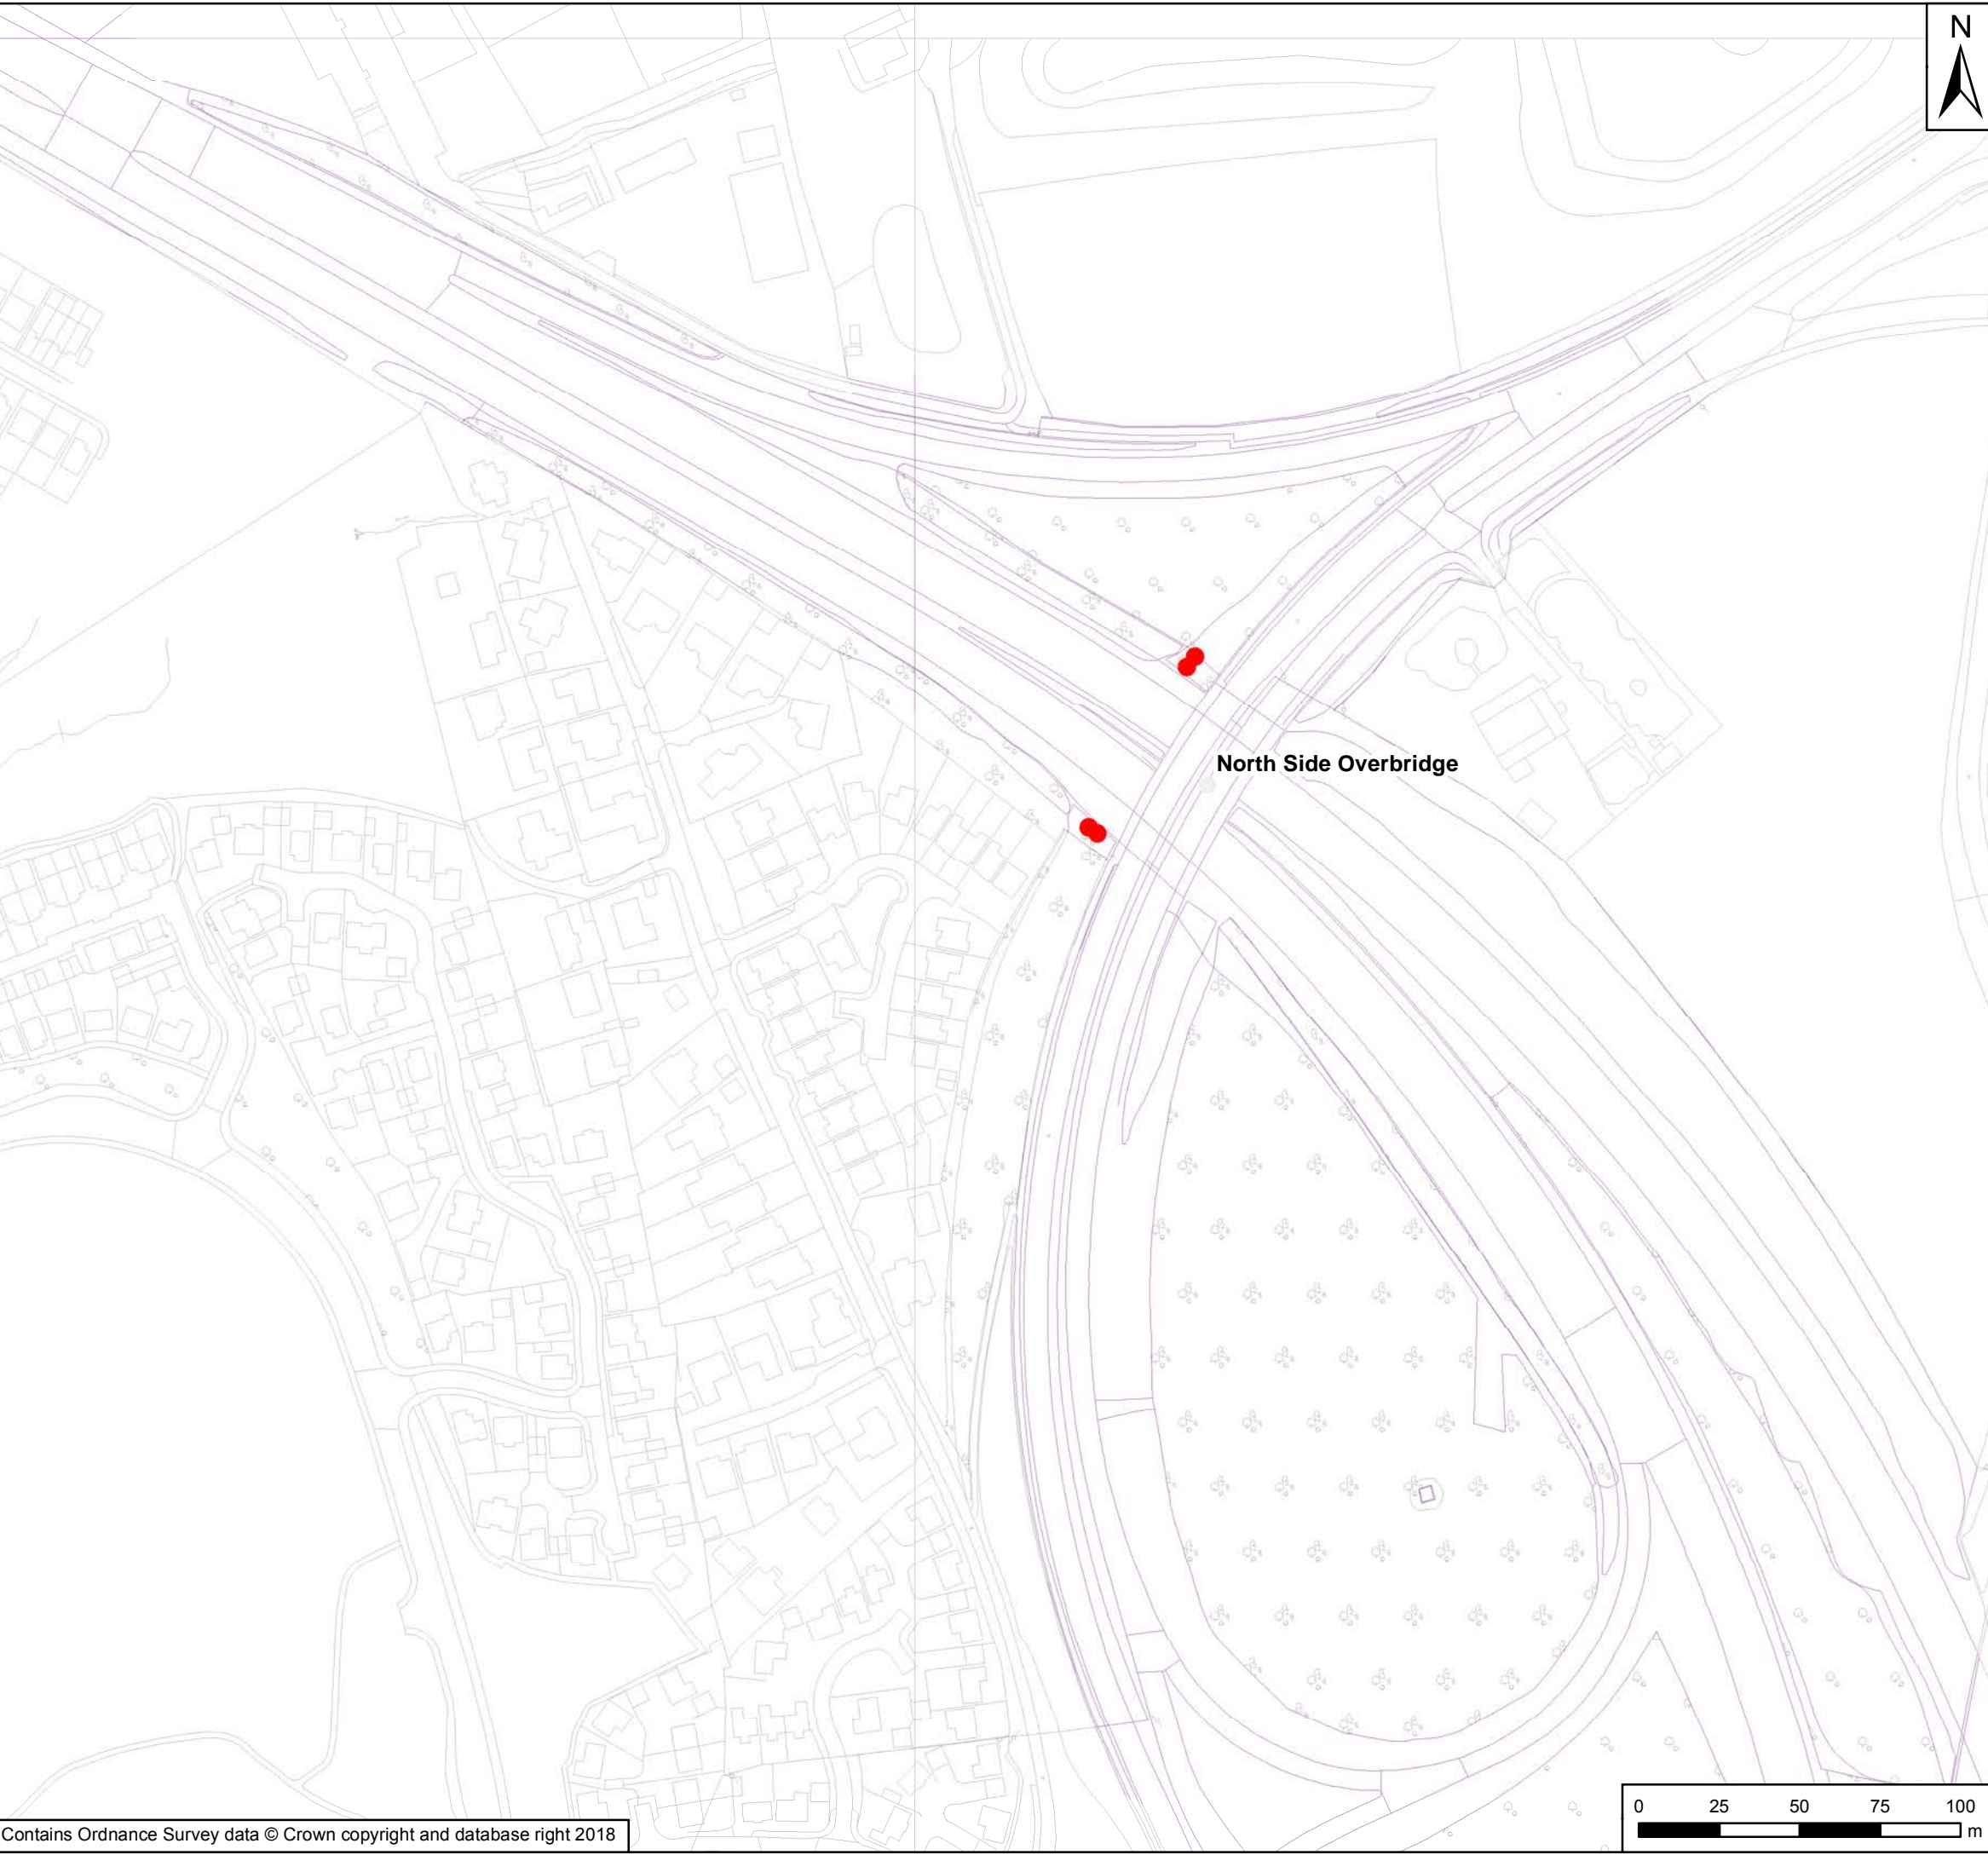 N
North Side Overbridge
0 25 50 75 100
m
Contains Ordnance Survey data © Crown copyright and database right 2018